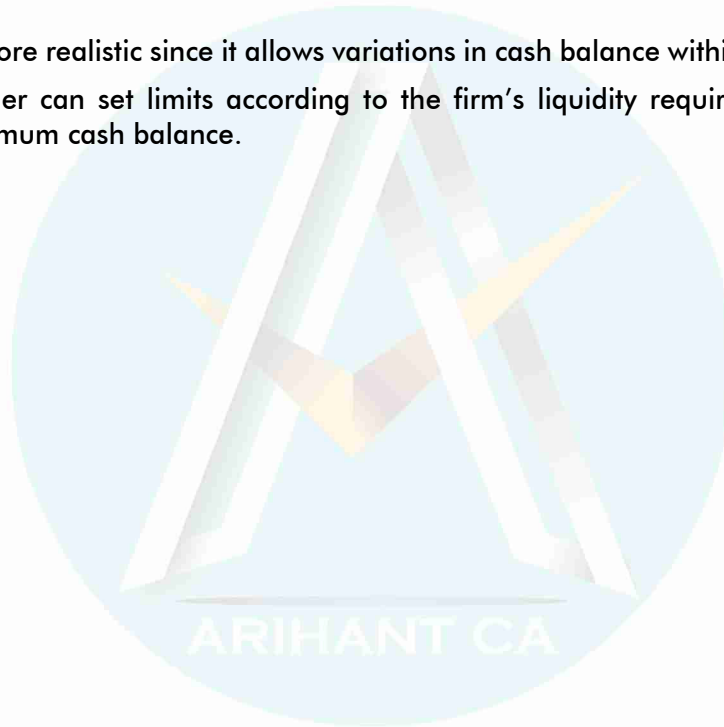 ore realistic since it allows variations in cash balance withi
er can set limits according to the firm's liquidity requir
mum cash balance.
ARIHANT CA